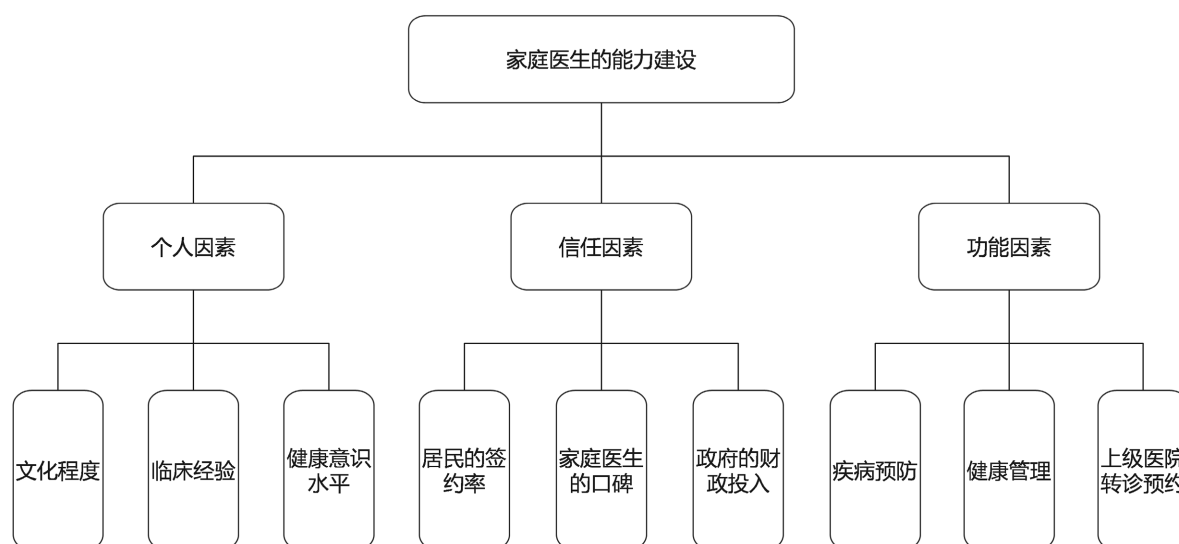 家庭医生的能力建设
个人因素
信任因素
功能因素
文化程度
临床经验
健康意识
水平
居民的签
约率
家庭医生
的口碑
政府的财
政投入
疾病预防
健康管理
上级医院
转诊预约